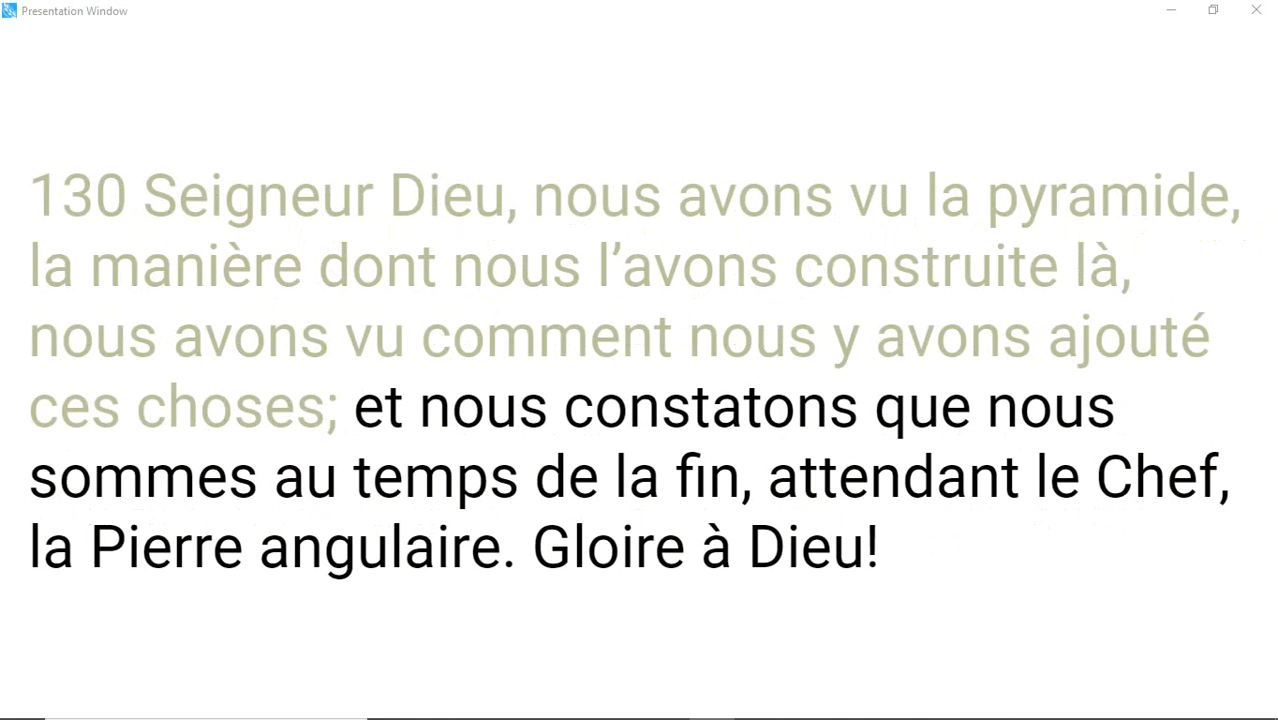 Presentation Window
130 Seigneur Dieu, nous avons vu la pyramide,
la manière dont nous l’avons construite là,
nous avons vu comment nous y avons ajouté
ces choses; et nous constatons que nous
sommes au temps de la fin, attendant le Chef,
la Pierre angulaire. Gloire à Dieu!